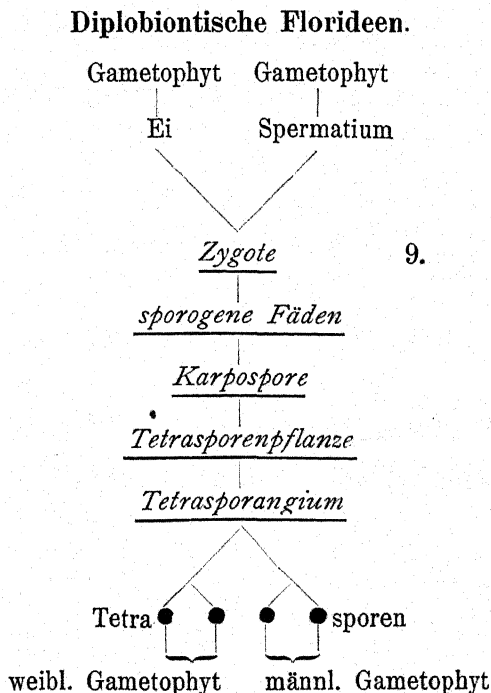 Diplobiontische Florideen.
Gametophyt Gametophyt
Ei Spermatium
Zygote 9.
sporogene Fäden
Karpospore
Tetrasporenpflanze
Tetrasporangium
Tetra sporen
weibl. Gametophyt männl. Gametophyt